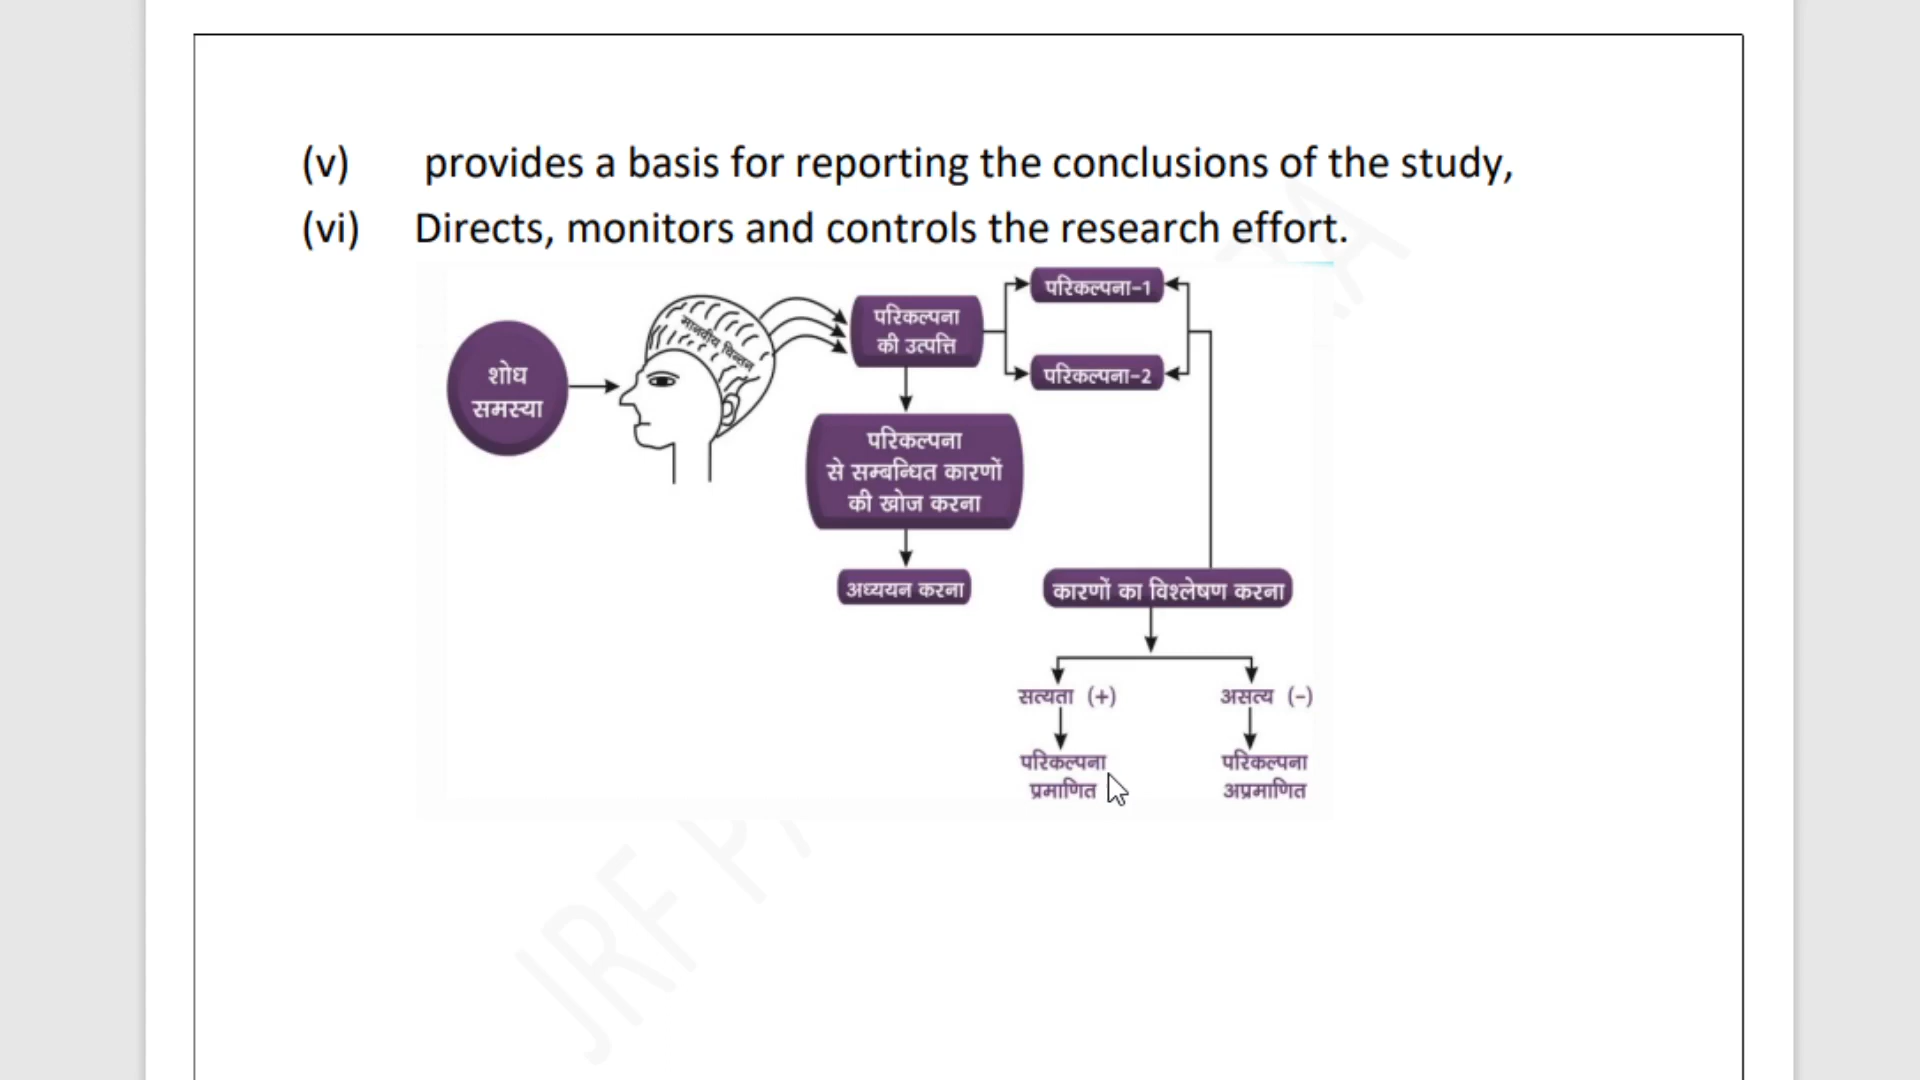 (v) provides a basis for reporting the conclusions of the study,
(vi) Directs, monitors and controls the research effort.
शोध
समस्या
मानवीय चिन्तन
परिकल्पना
की उत्पत्ति
परिकल्पना-1
परिकल्पना-2
परिकल्पना
से सम्बन्धित कारणों
की खोज करना
अध्ययन करना
कारणों का विश्लेषण करना
सत्यता (+)
असत्य (-)
परिकल्पना
प्रमाणित
परिकल्पना
अप्रमाणित
JRF